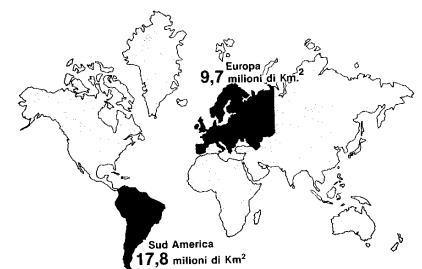 Europa
9,7 milioni di Km.²
Sud America
17,8 milioni di Km²